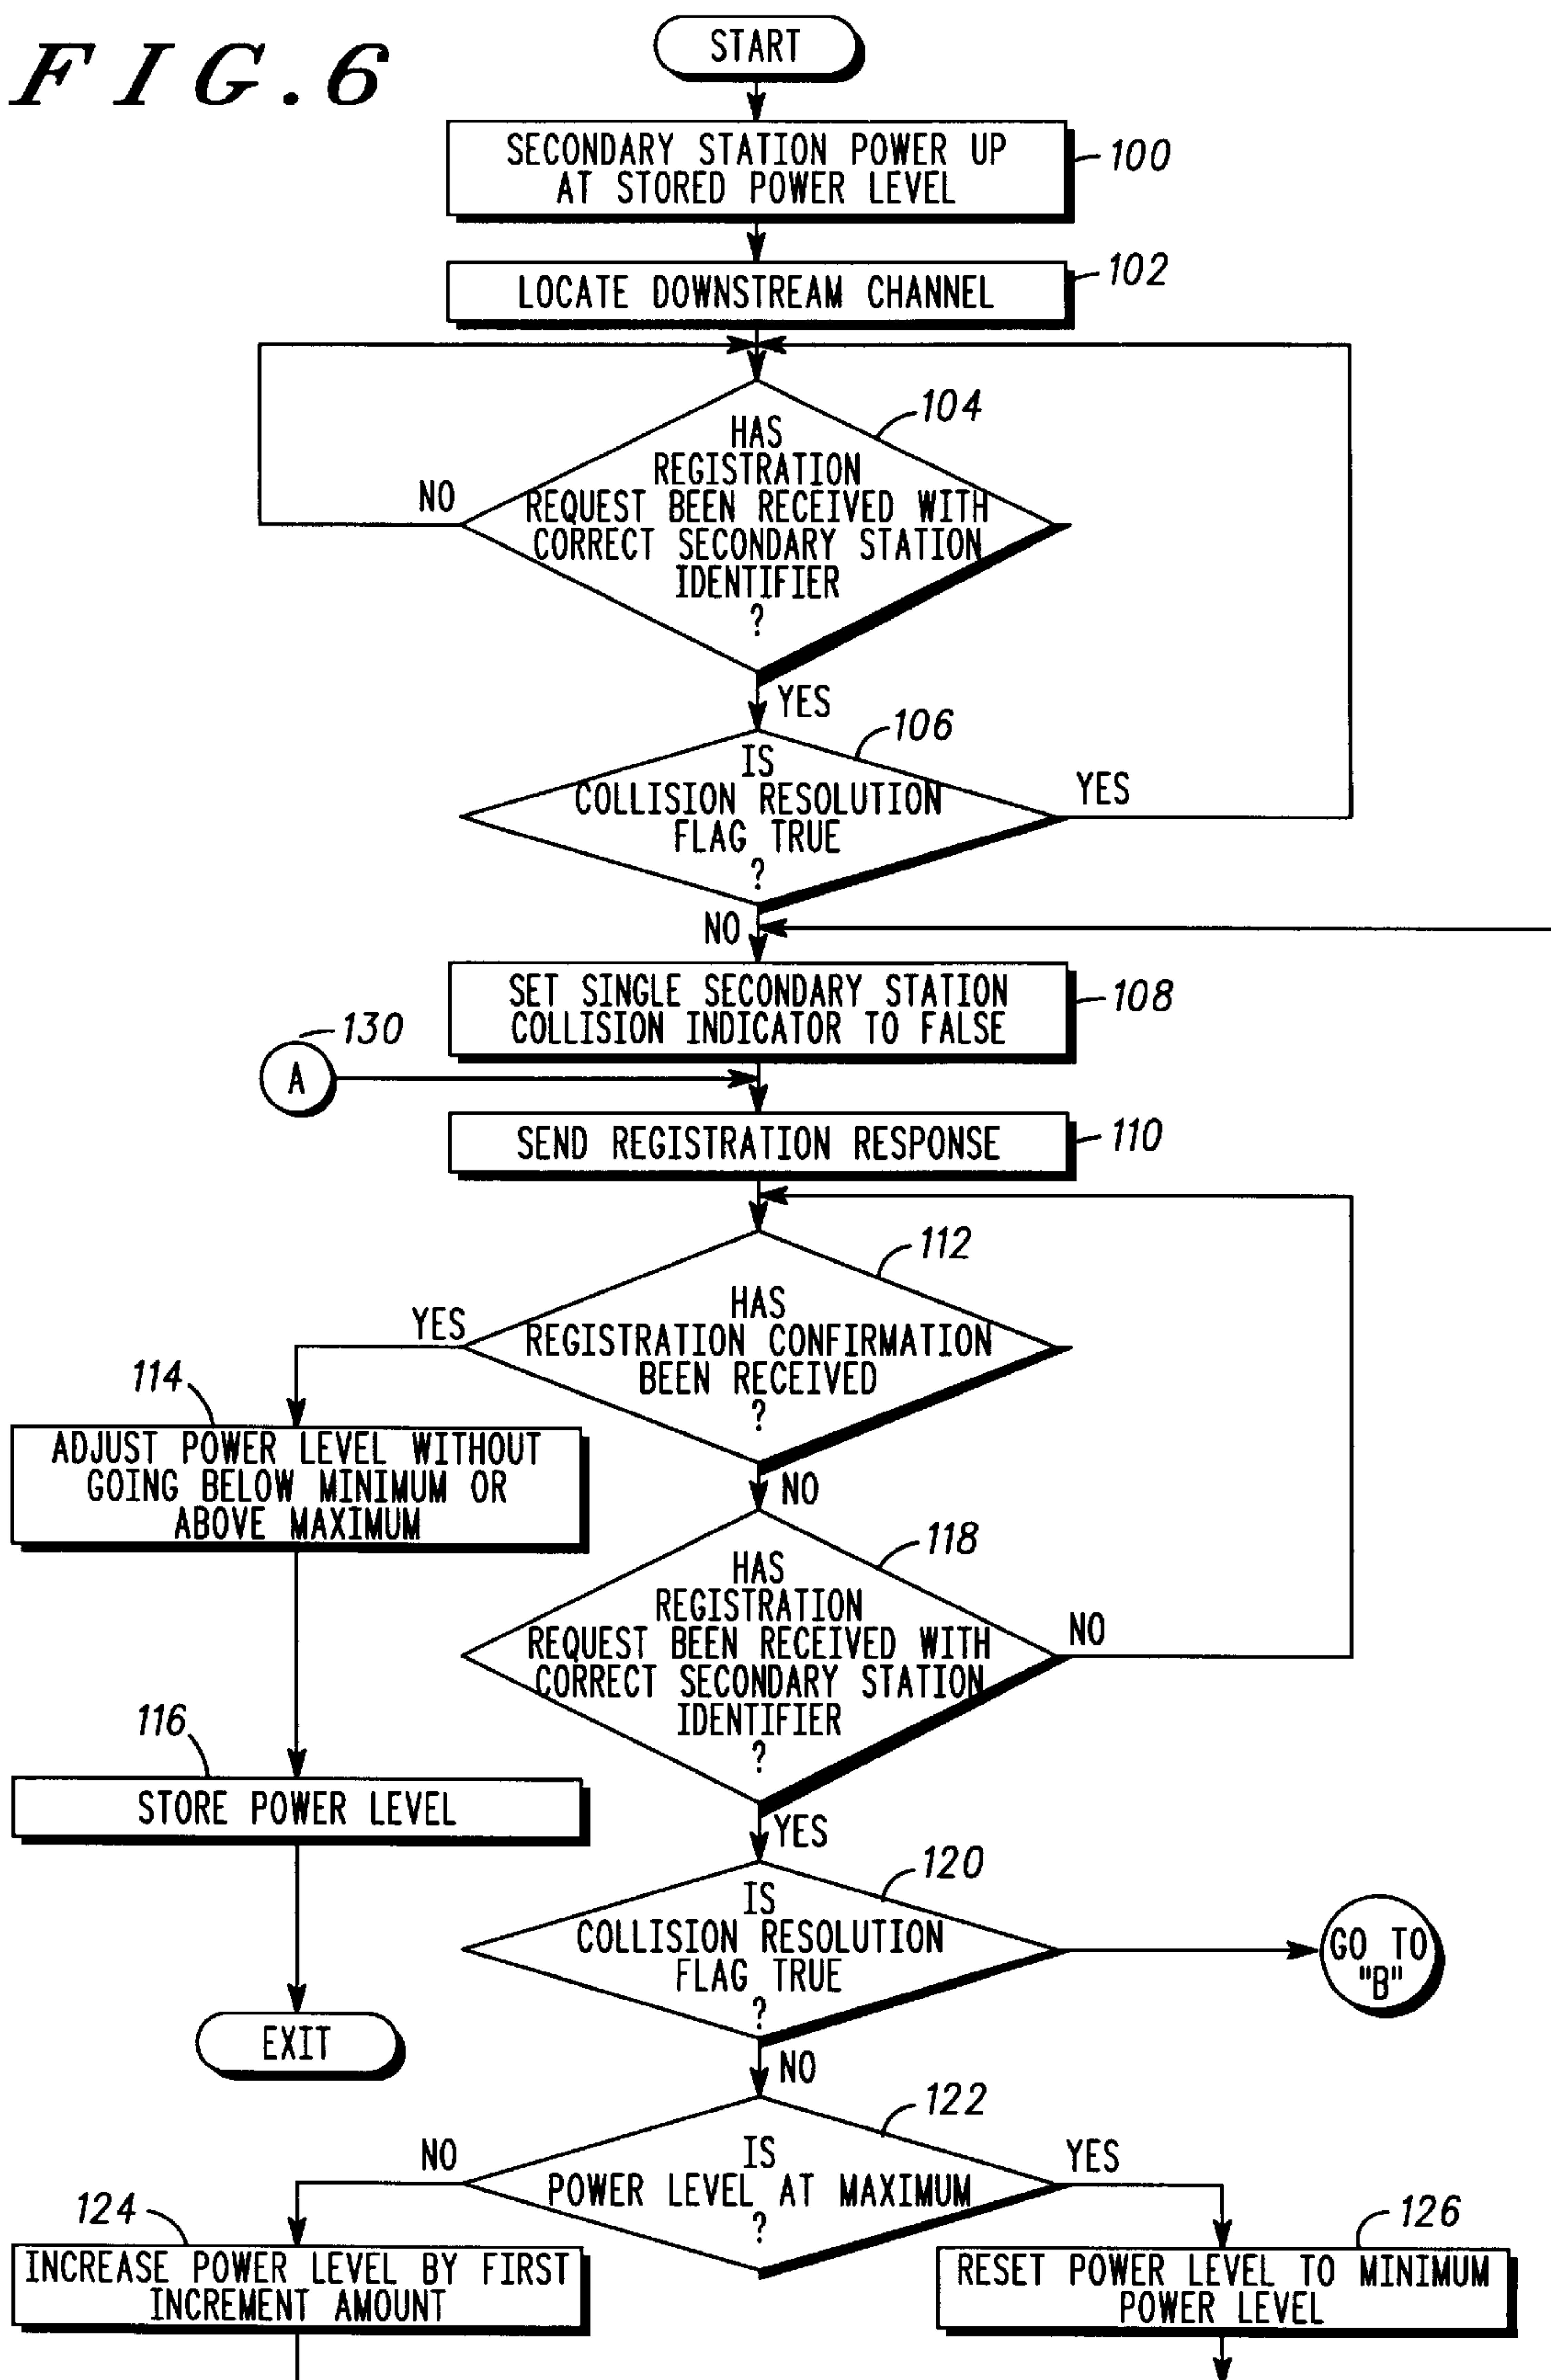 FIG.6
START
SECONDARY STATION POWER UP
AT STORED POWER LEVEL
100
LOCATE DOWNSTREAM CHANNEL
102
104
HAS
REGISTRATION
REQUEST BEEN RECEIVED WITH
CORRECT SECONDARY STATION
IDENTIFIER
?
NO
YES
106
IS
COLLISION RESOLUTION
FLAG TRUE
?
YES
NO
SET SINGLE SECONDARY STATION
COLLISION INDICATOR TO FALSE
108
130
A
SEND REGISTRATION RESPONSE
110
112
HAS
REGISTRATION CONFIRMATION
BEEN RECEIVED
?
YES
NO
114
ADJUST POWER LEVEL WITHOUT
GOING BELOW MINIMUM OR
ABOVE MAXIMUM
118
HAS
REGISTRATION
REQUEST BEEN RECEIVED WITH
CORRECT SECONDARY STATION
IDENTIFIER
?
NO
YES
116
STORE POWER LEVEL
EXIT
120
IS
COLLISION RESOLUTION
FLAG TRUE
?
GO TO
"B"
NO
122
IS
POWER LEVEL AT MAXIMUM
?
NO
YES
124
INCREASE POWER LEVEL BY FIRST
INCREMENT AMOUNT
126
RESET POWER LEVEL TO MINIMUM
POWER LEVEL